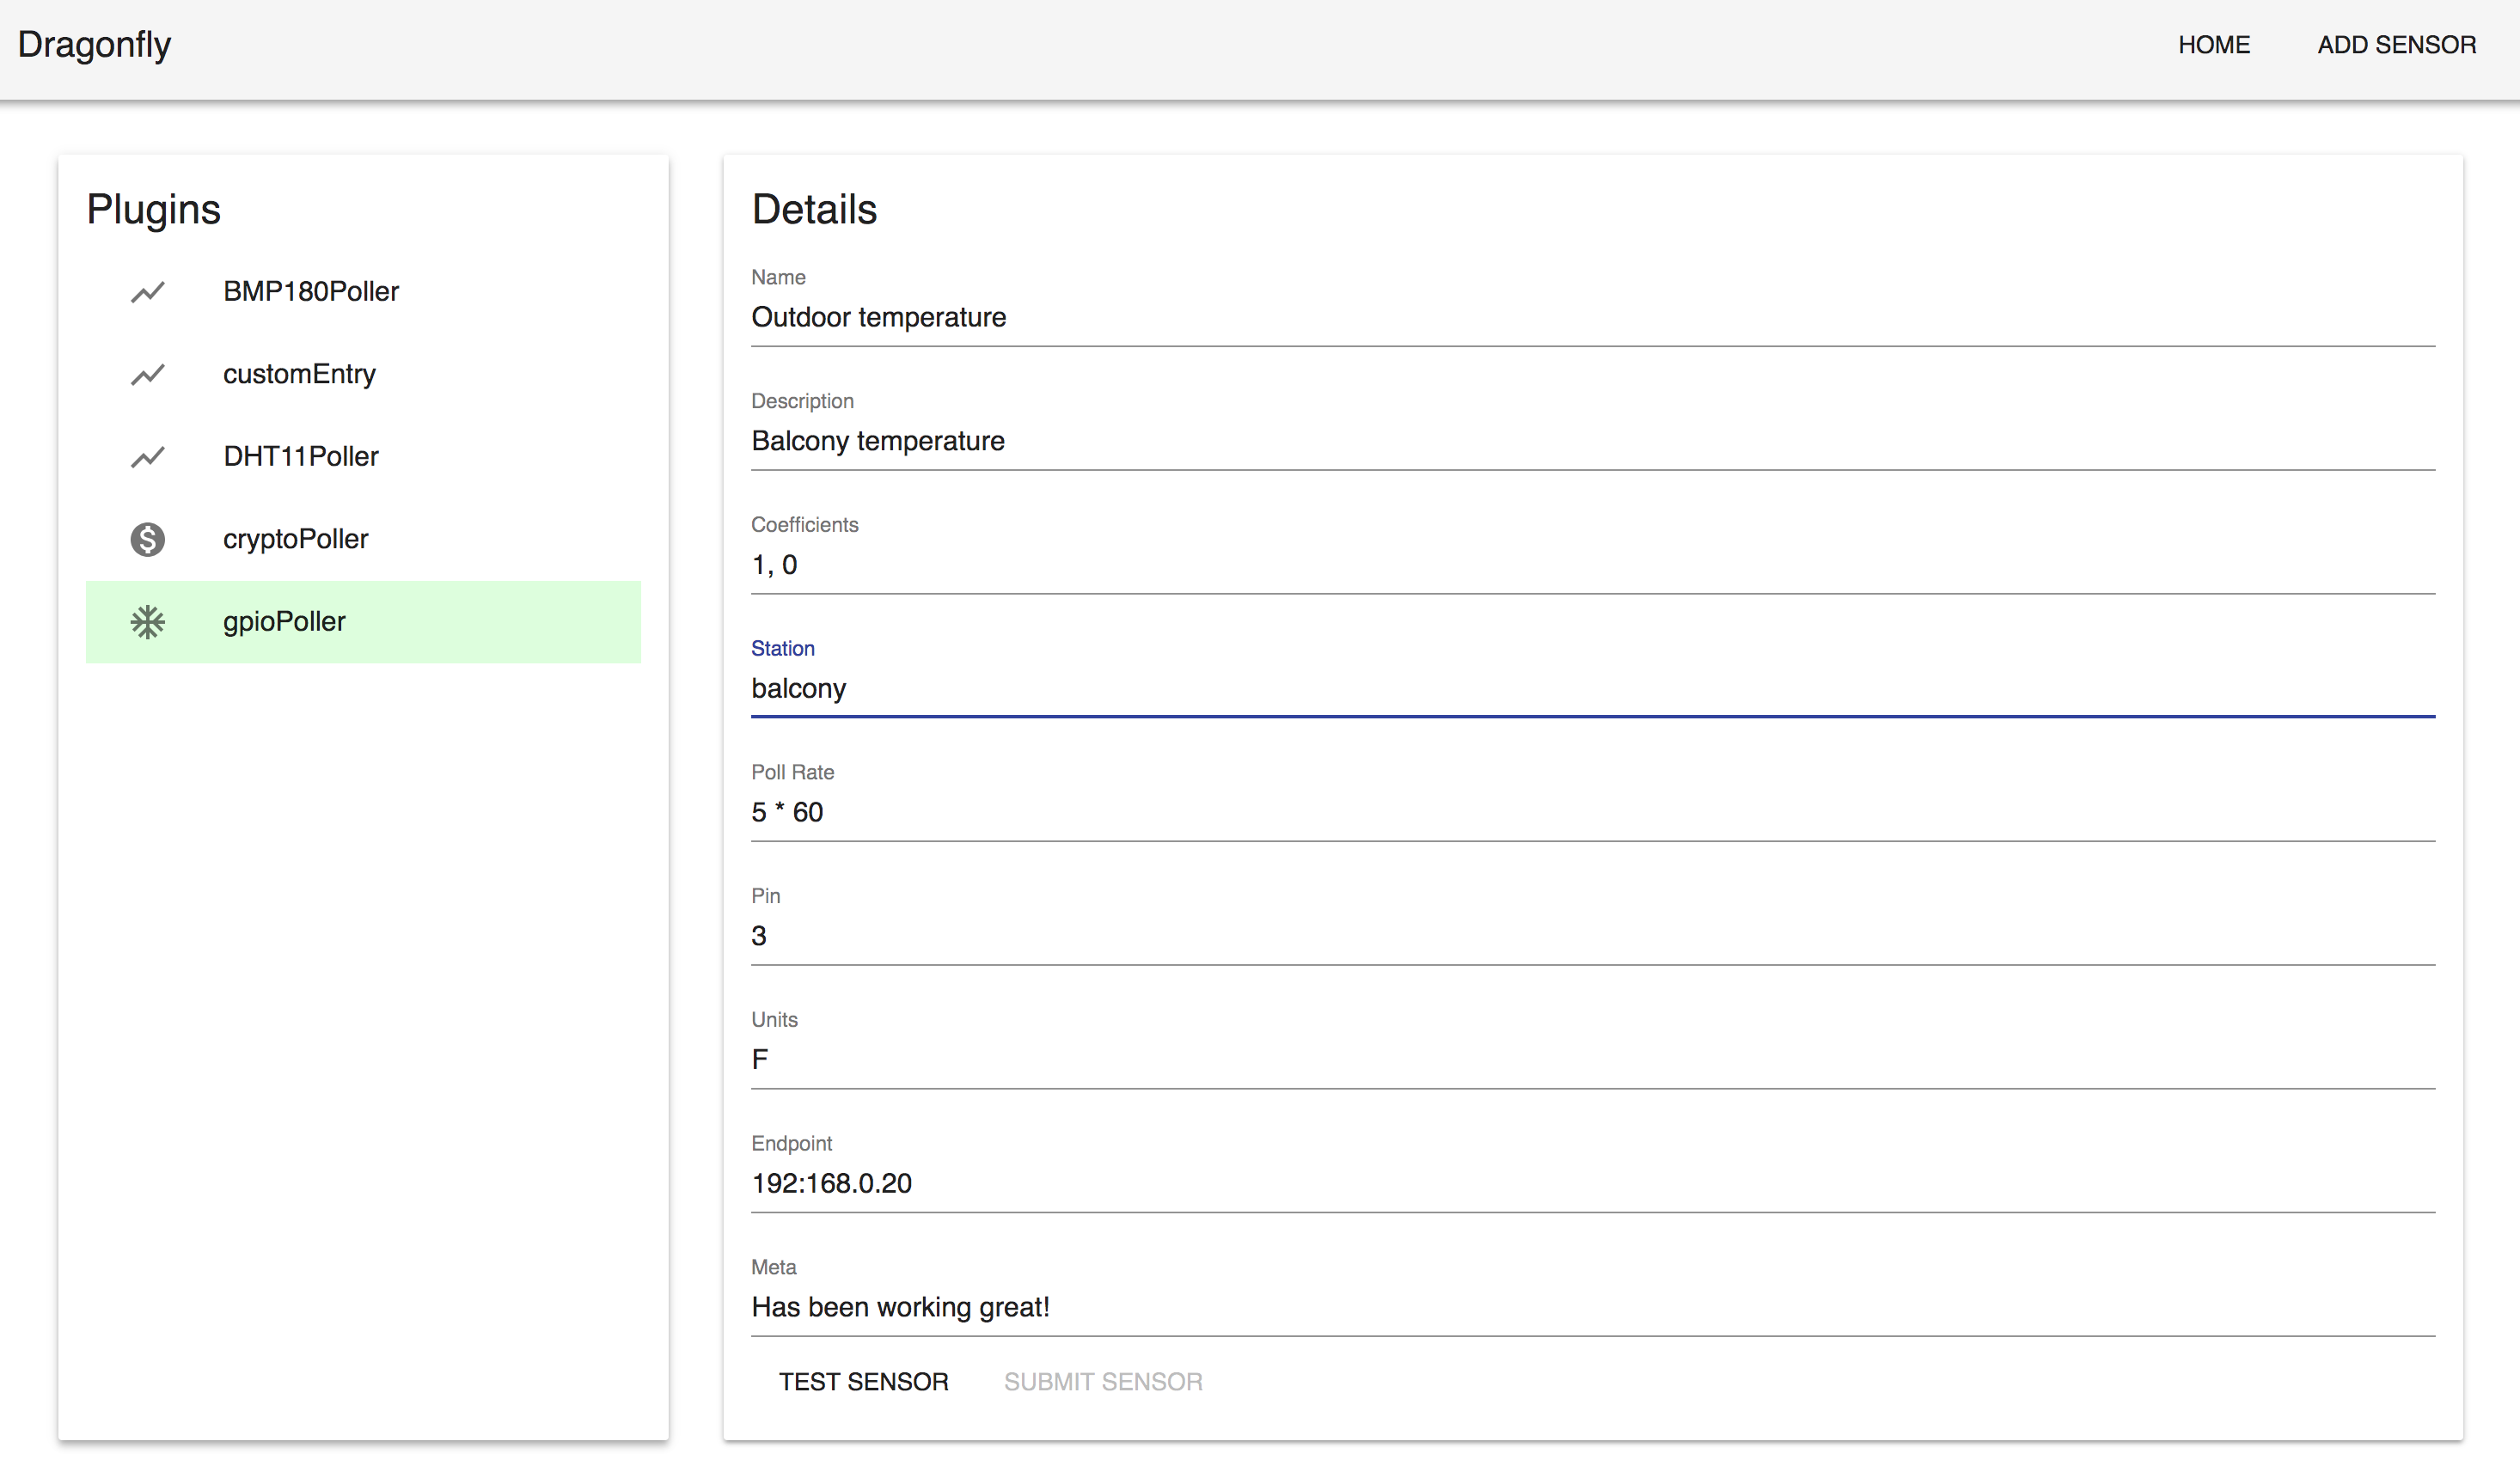 Dragonfly
HOME
ADD SENSOR
Plugins
BMP180Poller
customEntry
DHT11Poller
cryptoPoller
gpioPoller
Details
Name
Outdoor temperature
Description
Balcony temperature
Coefficients
1, 0
Station
balcony
Poll Rate
5 * 60
Pin
3
Units
F
Endpoint
192:168.0.20
Meta
Has been working great!
TEST SENSOR
SUBMIT SENSOR